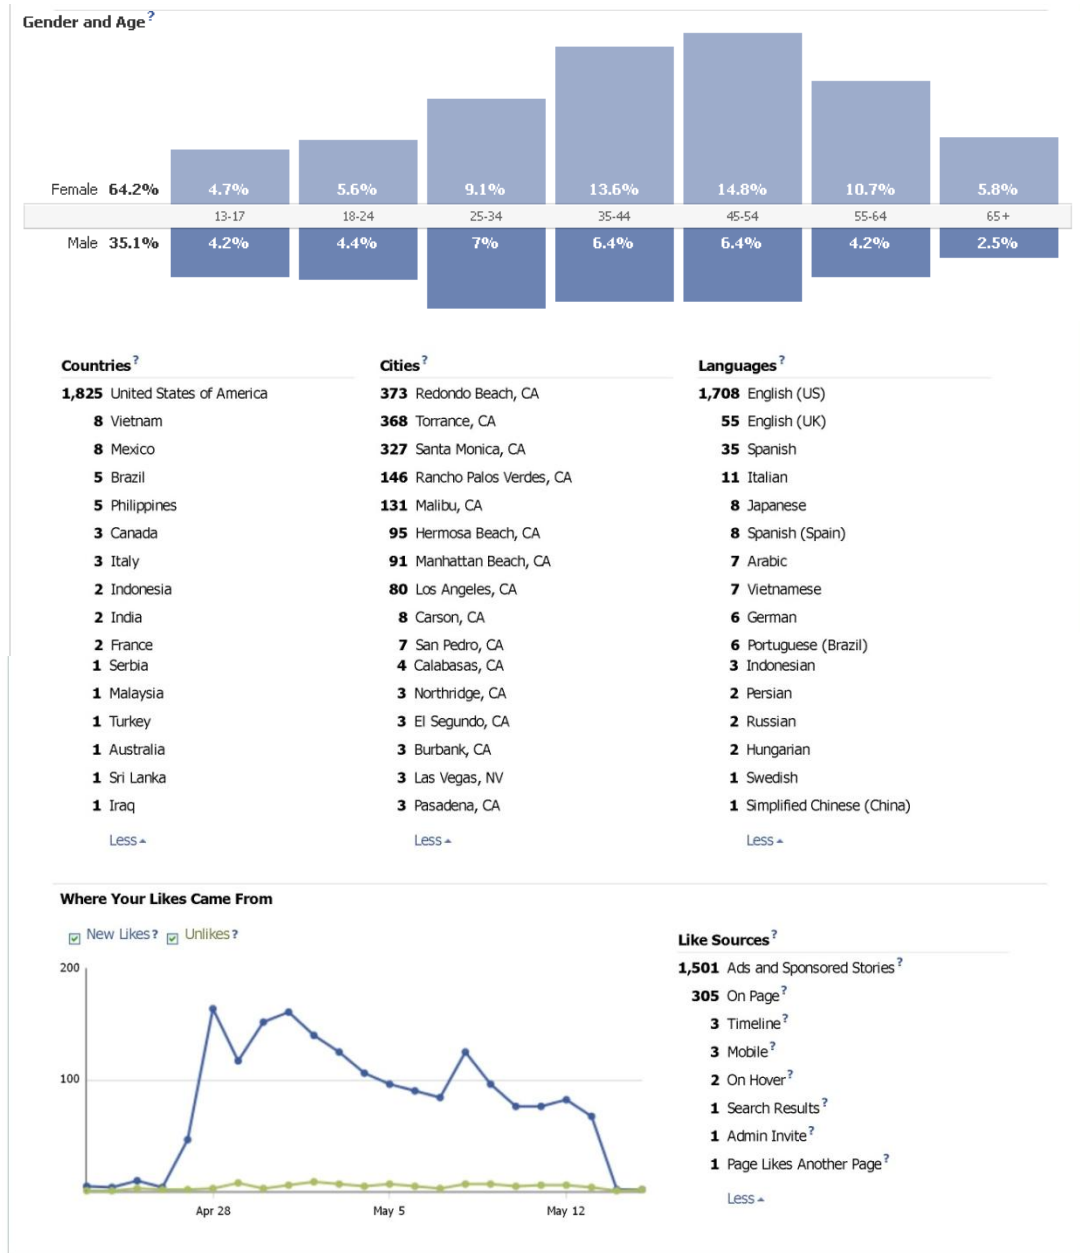 Gender and Age?
Female 64.2% 4.7% 5.6% 9.1% 13.6% 14.8% 10.7% 5.8%
13-17 18-24 25-34 35-44 45-54 55-64 65+
Male 35.1% 4.2% 4.4% 7% 6.4% 6.4% 4.2% 2.5%
Countries?
1,825 United States of America
8 Vietnam
8 Mexico
5 Brazil
5 Philippines
3 Canada
3 Italy
2 Indonesia
2 India
2 France
1 Serbia
1 Malaysia
1 Turkey
1 Australia
1 Sri Lanka
1 Iraq
Less
Cities?
373 Redondo Beach, CA
368 Torrance, CA
327 Santa Monica, CA
146 Rancho Palos Verdes, CA
131 Malibu, CA
95 Hermosa Beach, CA
91 Manhattan Beach, CA
80 Los Angeles, CA
8 Carson, CA
7 San Pedro, CA
4 Calabasas, CA
3 Northridge, CA
3 El Segundo, CA
3 Burbank, CA
3 Las Vegas, NV
3 Pasadena, CA
Less
Languages?
1,708 English (US)
55 English (UK)
35 Spanish
11 Italian
8 Japanese
8 Spanish (Spain)
7 Arabic
7 Vietnamese
6 German
6 Portuguese (Brazil)
3 Indonesian
2 Persian
2 Russian
2 Hungarian
1 Swedish
1 Simplified Chinese (China)
Less
Where Your Likes Came From
New Likes? Unlikes?
200
100
Apr 28 May 5 May 12
Like Sources?
1,501 Ads and Sponsored Stories?
305 On Page?
3 Timeline?
3 Mobile?
2 On Hover?
1 Search Results?
1 Admin Invite?
1 Page Likes Another Page?
Less